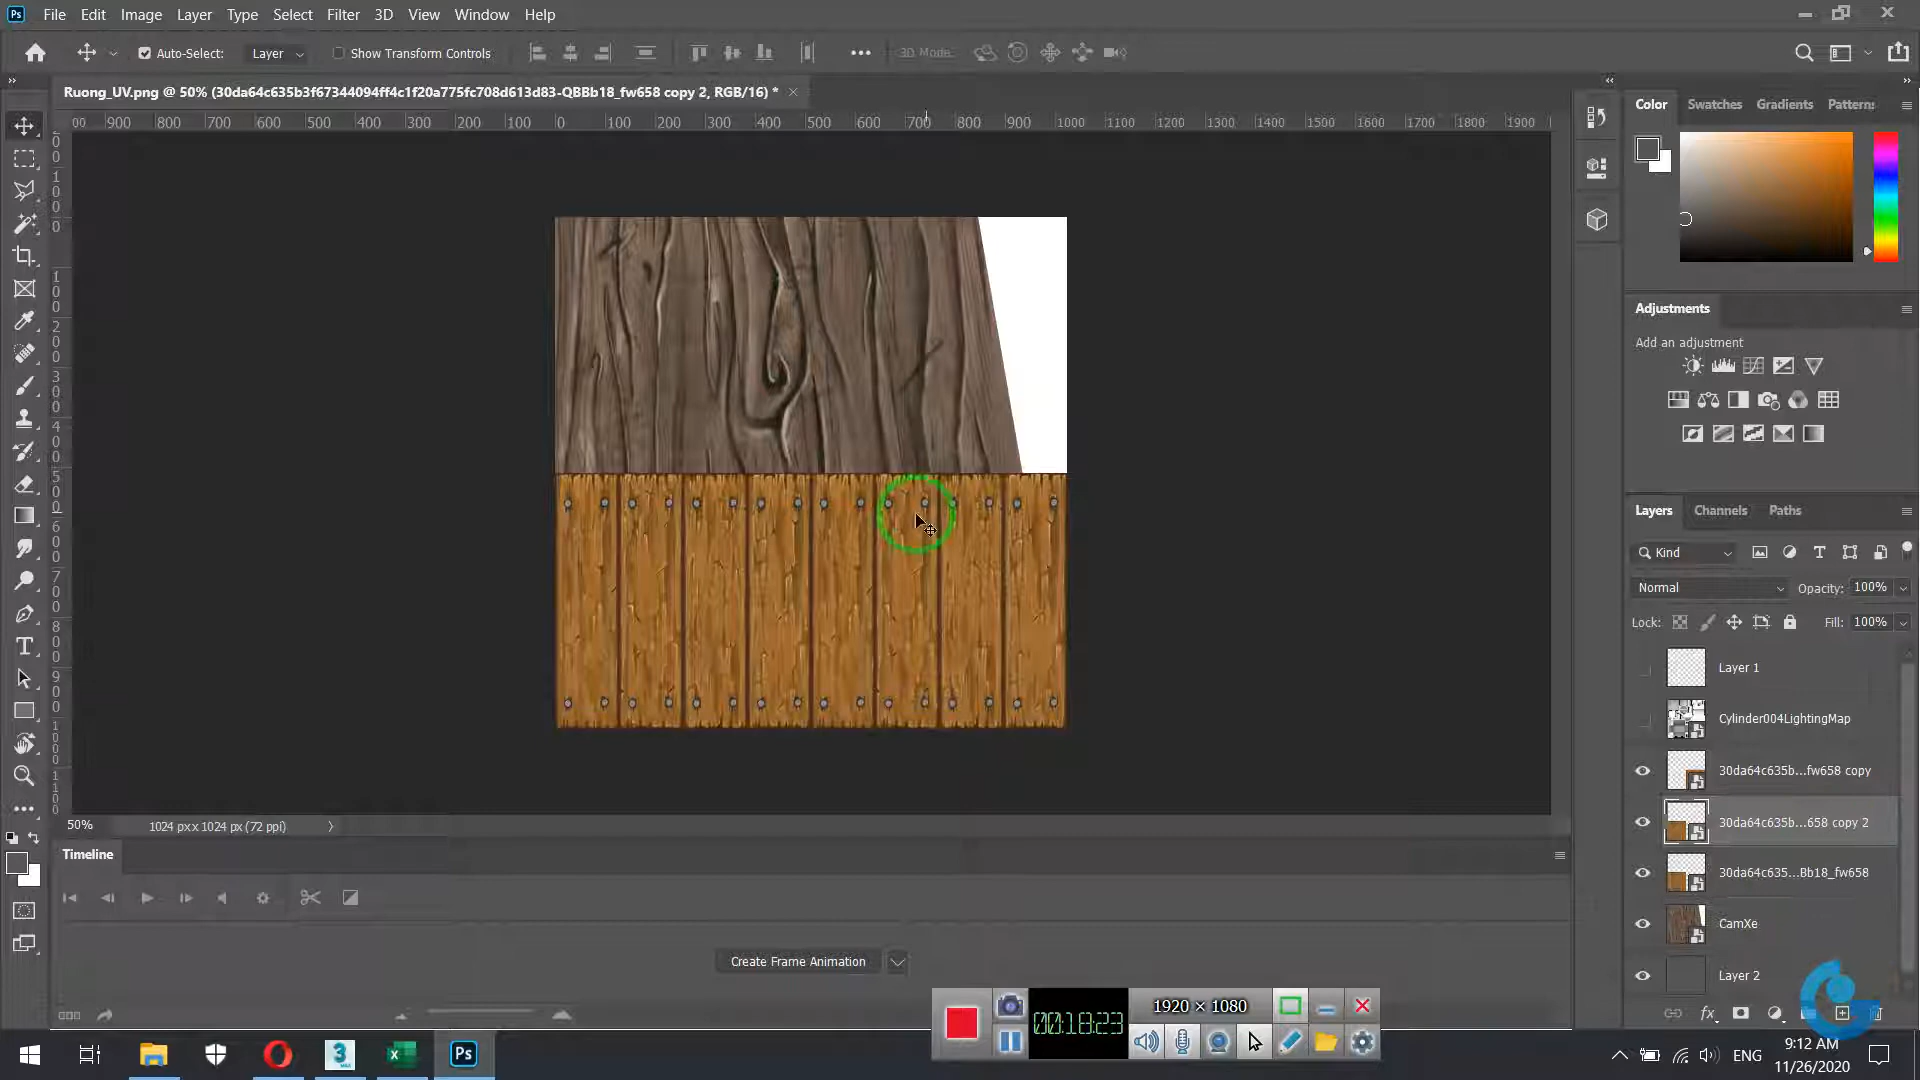 File Edit Image Layer Type Select Filter 3D View Window Help
Auto-Select: Layer Show Transform Controls 3D Mode:
Ruong_UV.png @ 50% (30da64c635b3f67344094ff4c1f20a775fc708d613d83-QBBb18_fw658 copy 2, RGB/16) *
00 900 800 700 600 500 400 300 200 100 0 100 200 300 400 500 600 700 800 900 1000 1100 1200 1300 1400 1500 1600 1700 1800 1900
Color Swatches Gradients Patterns
Adjustments
Add an adjustment
Layers Channels Paths
Kind
Normal Opacity: 100%
Lock: Fill: 100%
Layer 1
Cylinder004LightingMap
30da64c635b...fw658 copy
30da64c635b...658 copy 2
30da64c635...Bb18_fw658
CamXe
Layer 2
50% 1024 px x 1024 px (72 ppi)
Timeline
Create Frame Animation
1920 × 1080
00:18:23
ENG
9:12 AM
11/26/2020